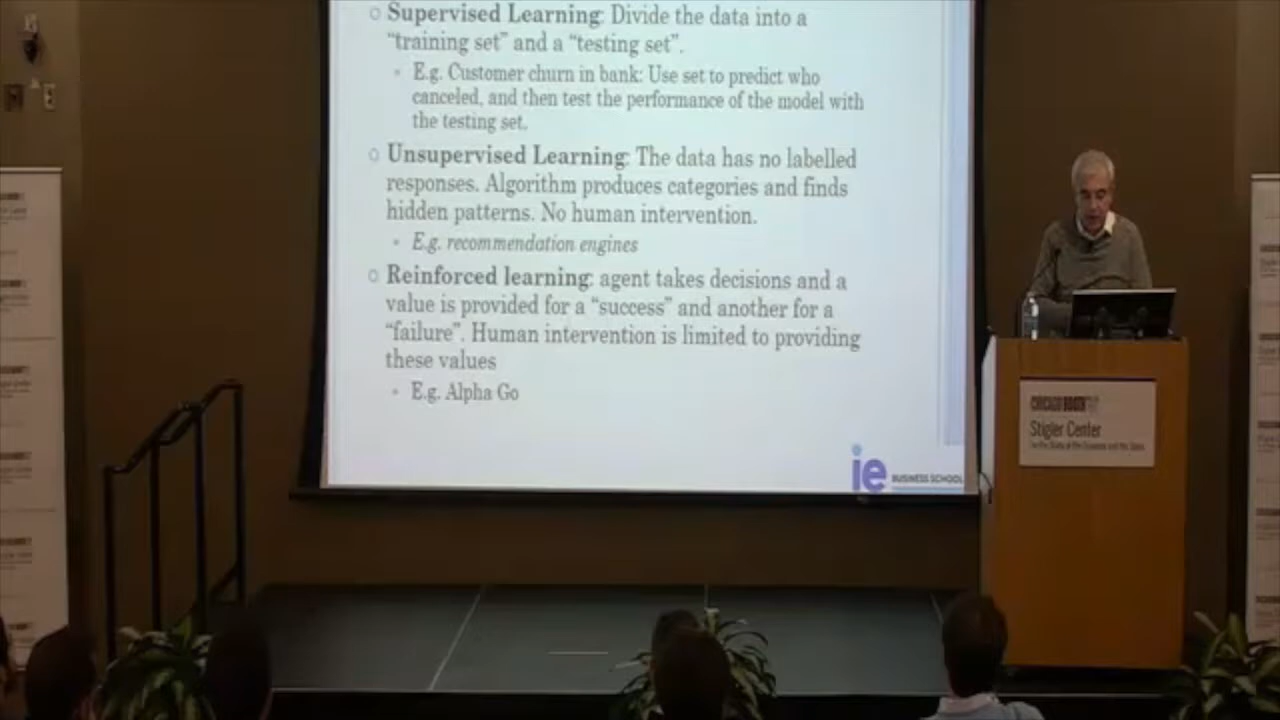 Supervised Learning: Divide the data into a
“training set” and a “testing set”.
E.g. Customer churn in bank: Use set to predict who
canceled, and then test the performance of the model with
the testing set.
Unsupervised Learning: The data has no labelled
responses. Algorithm produces categories and finds
hidden patterns. No human intervention.
E.g. recommendation engines
Reinforced learning: agent takes decisions and a
value is provided for a “success” and another for a
“failure”. Human intervention is limited to providing
these values
E.g. Alpha Go
ie BUSINESS SCHOOL
CHICAGO BOOTH
Stigler Center